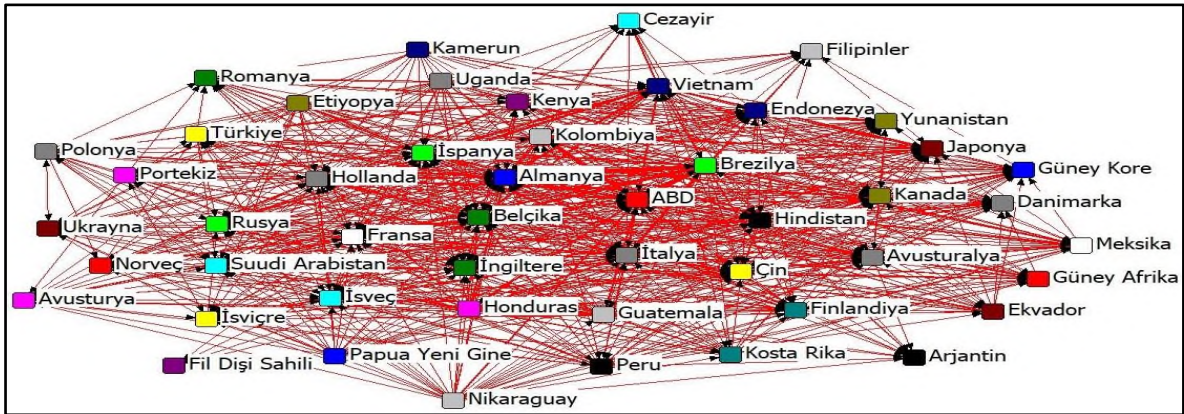 Cezayir
Kamerun
Filipinler
Romanya
Uganda
Vietnam
Etiyopya
Kenya
Endonezya
Yunanistan
Türkiye
Kolombiya
Polonya
İspanya
Brezilya
Japonya
Portekiz
Hollanda
Almanya
Güney Kore
ABD
Kanada
Danimarka
Ukrayna
Rusya
Belçika
Hindistan
Fransa
Meksika
Norveç
Suudi Arabistan
İngiltere
İtalya
Çin
Avusturalya
Güney Afrika
Avusturya
İsveç
İsviçre
Honduras
Guatemala
Finlandiya
Ekvador
Fil Dişi Sahili
Papua Yeni Gine
Peru
Kosta Rika
Arjantin
Nikaraguay